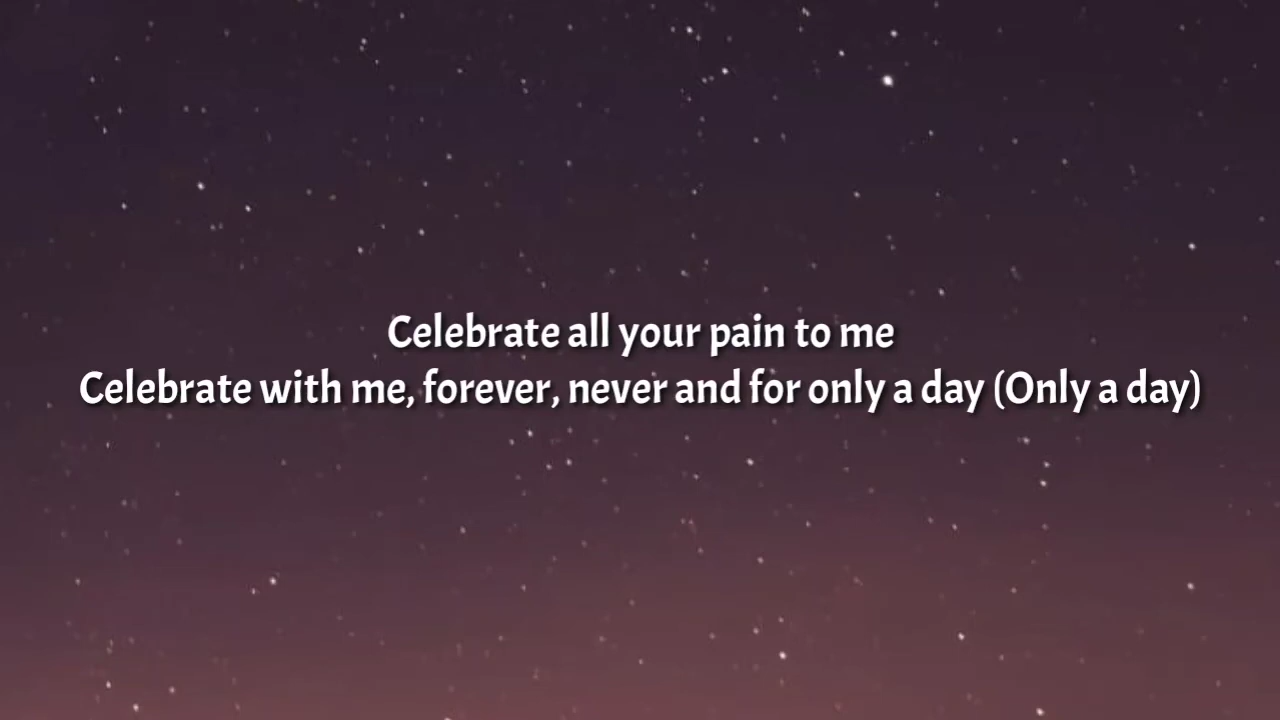 Celebrate all your pain to me
Celebrate with me, forever, never and for only a day (Only a day)